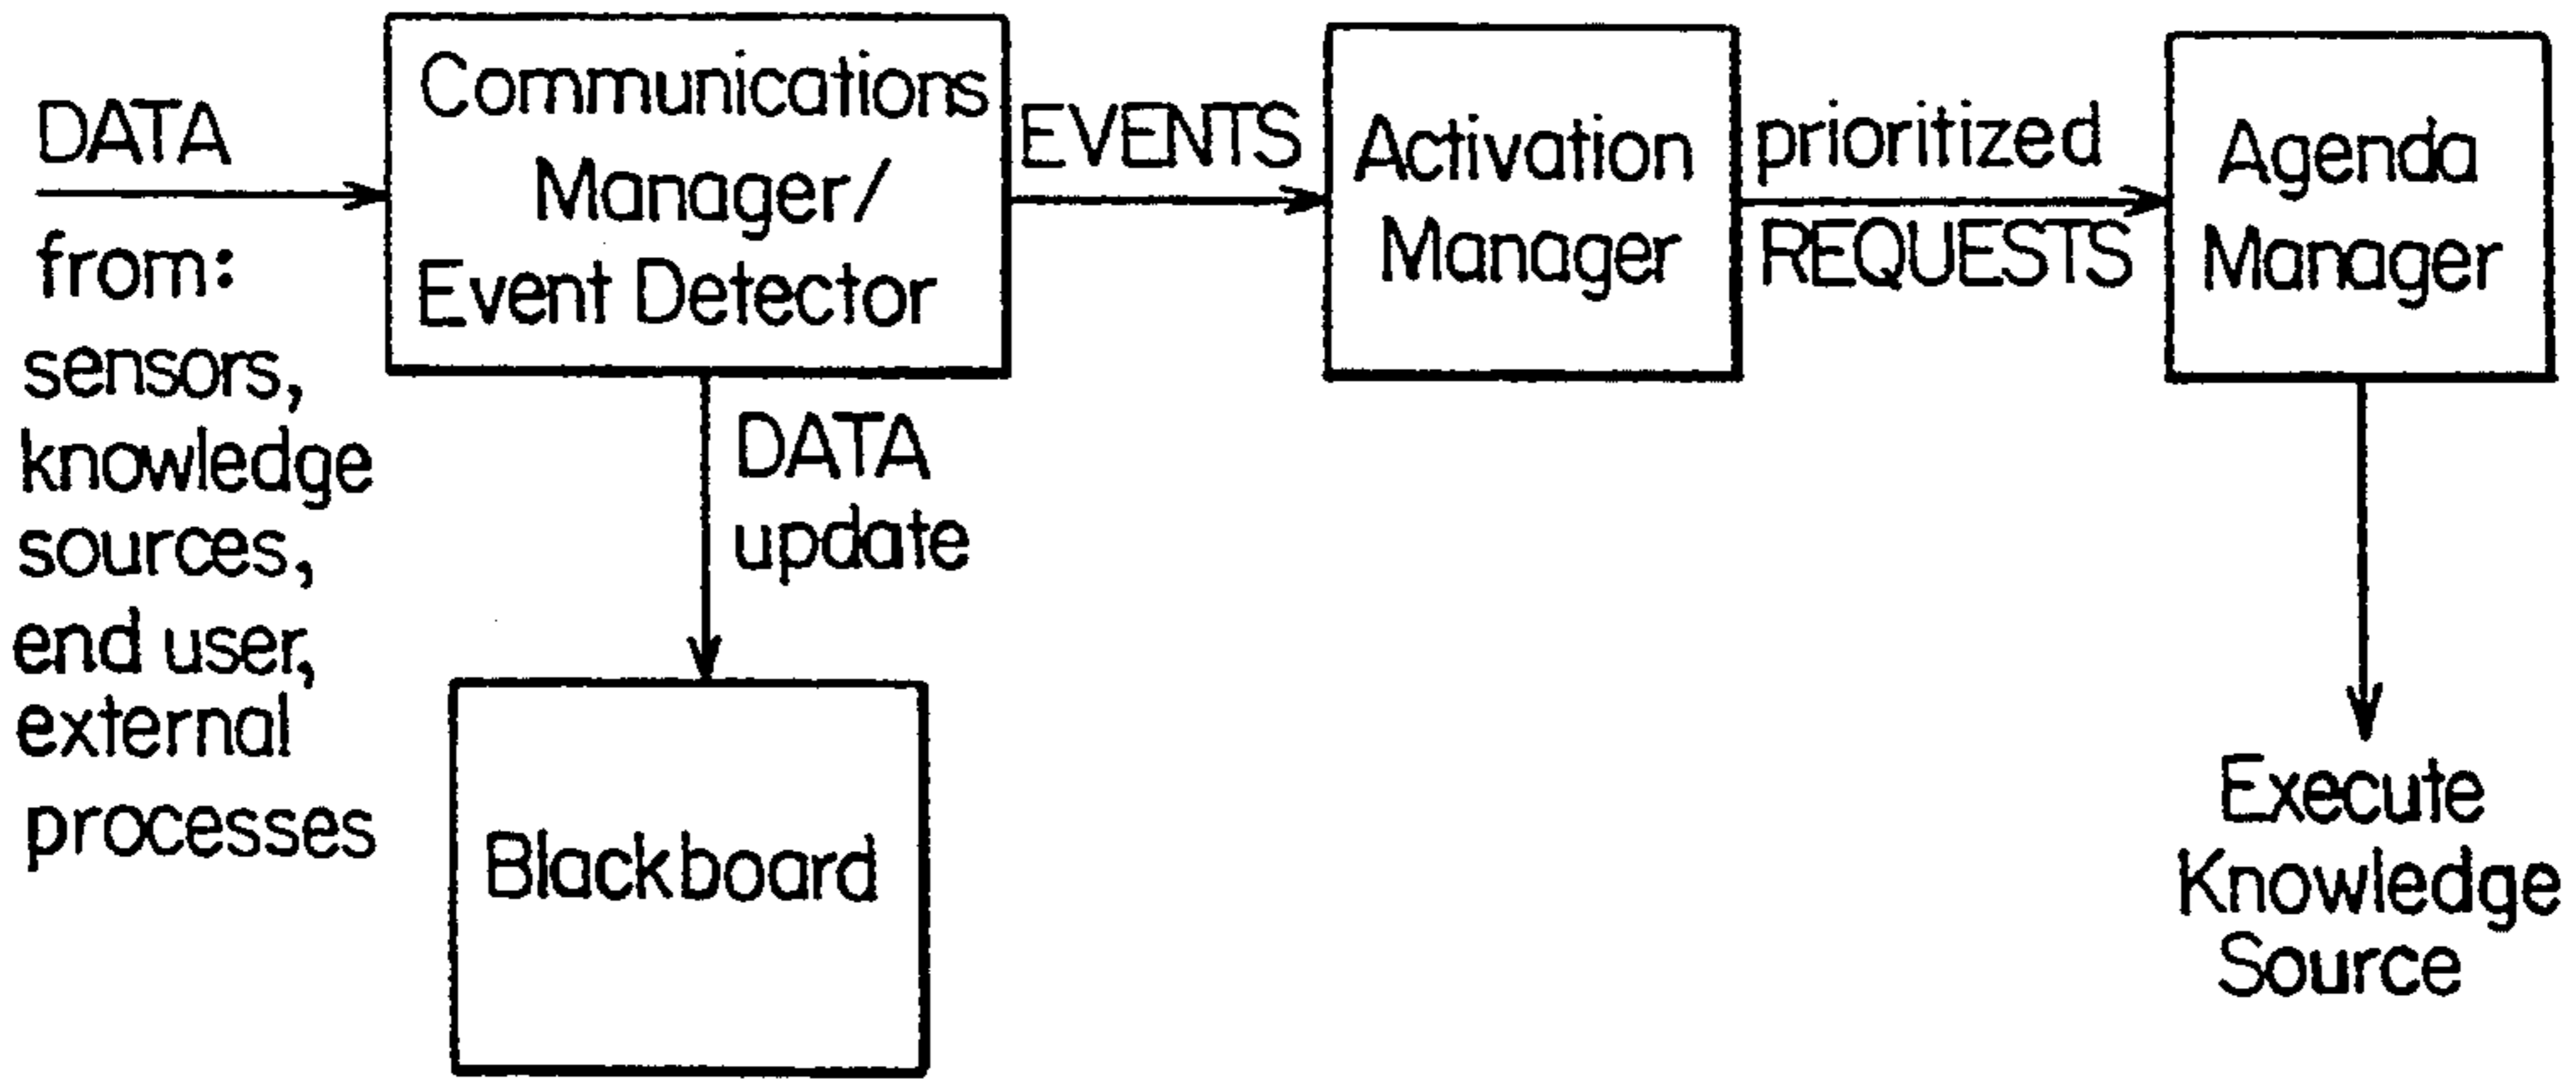 DATA
from:
sensors,
knowledge
sources,
end user,
external
processes
Communications
Manager/
Event Detector
DATA
update
Blackboard
EVENTS
Activation
Manager
prioritized
REQUESTS
Agenda
Manager
Execute
Knowledge
Source